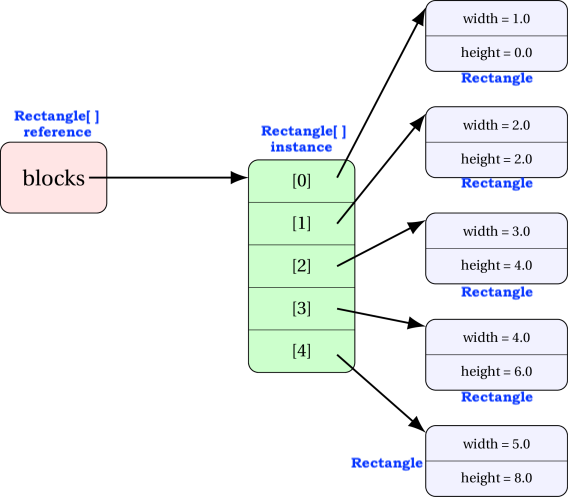 width = 1.0
height = 0.0
Rectangle
Rectangle[ ]
reference
blocks
Rectangle[ ]
instance
[0]
[1]
[2]
[3]
[4]
width = 2.0
height = 2.0
Rectangle
width = 3.0
height = 4.0
Rectangle
width = 4.0
height = 6.0
Rectangle
Rectangle
width = 5.0
height = 8.0